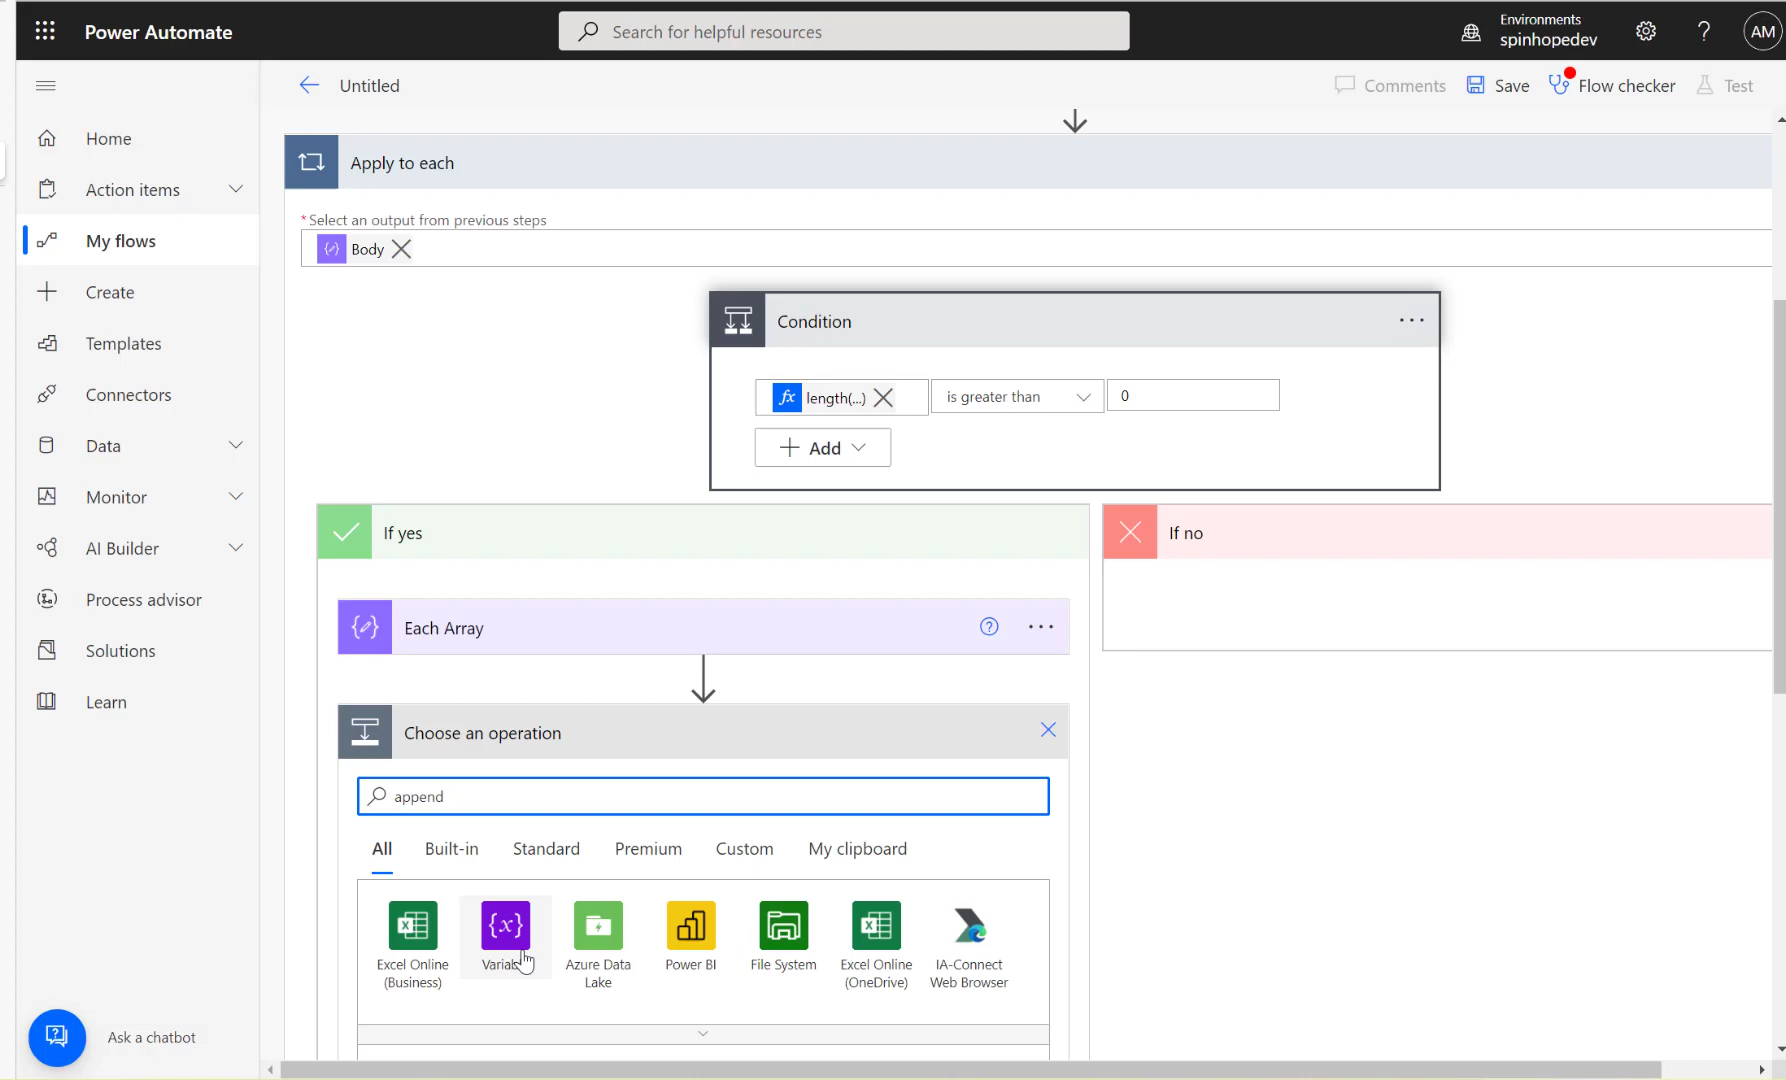 Power Automate
Search for helpful resources
Environments
spinhopedev
AM
Untitled
Comments
Save
Flow checker
Test
Home
Action items
My flows
Create
Templates
Connectors
Data
Monitor
AI Builder
Process advisor
Solutions
Learn
Ask a chatbot
Apply to each
* Select an output from previous steps
Body
Condition
fx length(...)
is greater than
0
Add
If yes
If no
Each Array
Choose an operation
append
All
Built-in
Standard
Premium
Custom
My clipboard
Excel Online
(Business)
Azure Data
Lake
Power BI
File System
Excel Online
(OneDrive)
IA-Connect
Web Browser